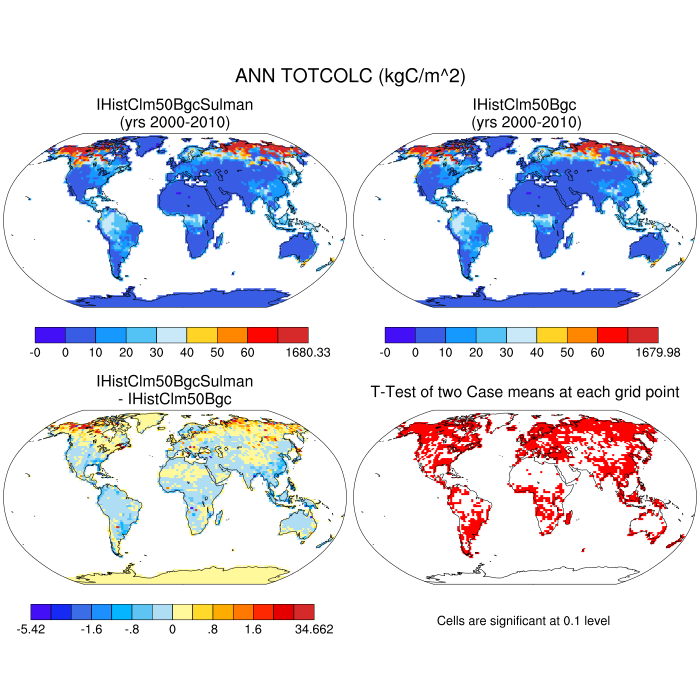 ANN TOTCOLC (kgC/m^2)
IHistClm50BgcSulman
(yrs 2000-2010)
IHistClm50Bgc
(yrs 2000-2010)
-0 0 10 20 30 40 50 60 1680.33
-0 0 10 20 30 40 50 60 1679.98
IHistClm50BgcSulman
- IHistClm50Bgc
T-Test of two Case means at each grid point
-5.42 -1.6 -.8 0 .8 1.6 34.662
Cells are significant at 0.1 level